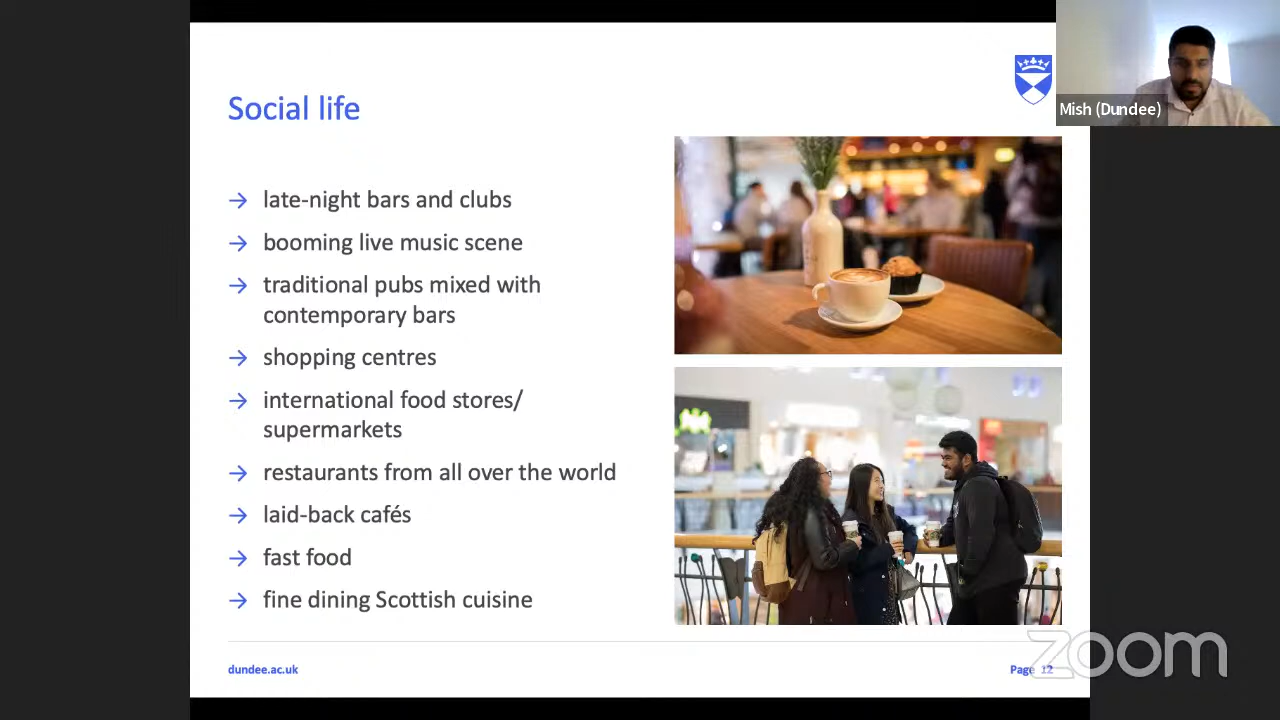 Social life
Mish (Dundee)
→ late-night bars and clubs
→ booming live music scene
→ traditional pubs mixed with
contemporary bars
→ shopping centres
→ international food stores/
supermarkets
→ restaurants from all over the world
→ laid-back cafés
→ fast food
→ fine dining Scottish cuisine
dundee.ac.uk
Page 12
zoom